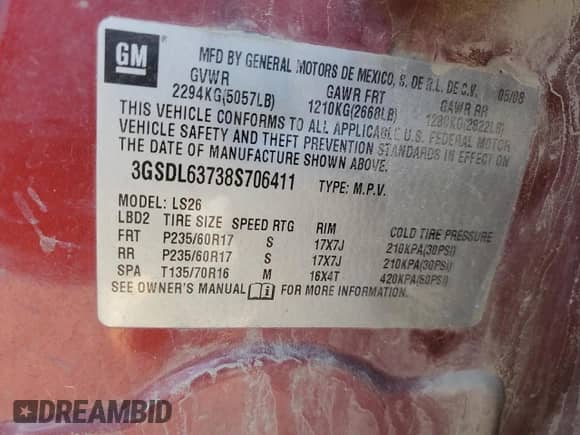 GM
MFD BY GENERAL MOTORS DE MEXICO, S. DE R.L. DE C.V. 05/08
GVWR GAWR FRT GAWR RR
2294KG(5057LB) 1210KG(2668LB) 1280KG(2822LB)
THIS VEHICLE CONFORMS TO ALL APPLICABLE U.S. FEDERAL MOTOR
VEHICLE SAFETY AND THEFT PREVENTION STANDARDS IN EFFECT ON
THE DATE OF MANUFACTURE SHOWN ABOVE.
3GSDL63738S706411 TYPE: M.P.V.
MODEL: LS26
LBD2 TIRE SIZE SPEED RTG RIM COLD TIRE PRESSURE
FRT P235/60R17 S 17X7J 210KPA(30PSI)
RR P235/60R17 S 17X7J 210KPA(30PSI)
SPA T135/70R16 M 16X4T 420KPA(60PSI)
SEE OWNER'S MANUAL FOR MORE INFORMATION.
DREAMBID